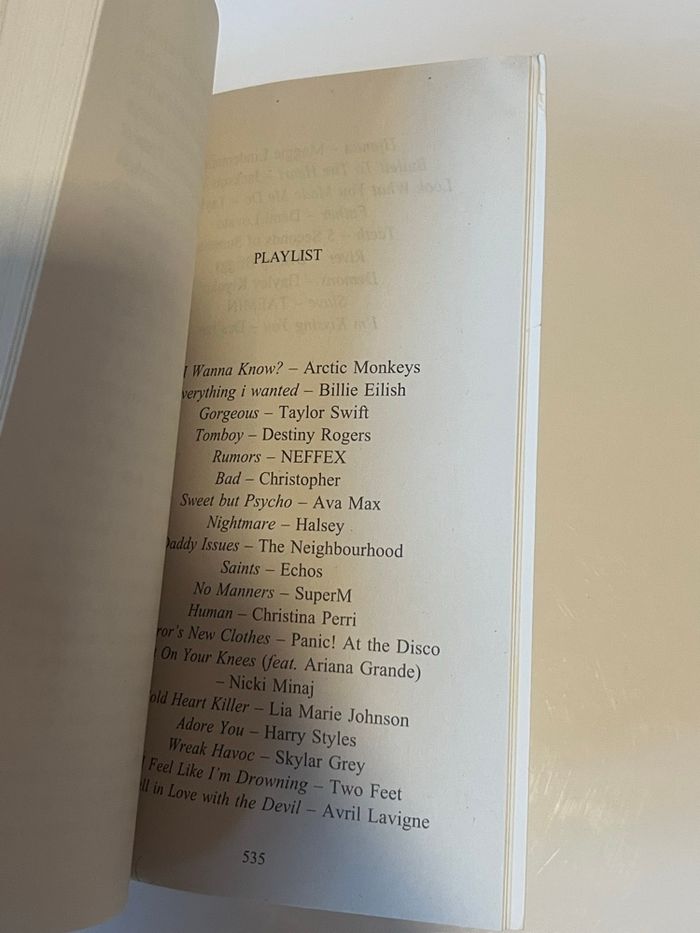 PLAYLIST
I Wanna Know? – Arctic Monkeys
verything i wanted – Billie Eilish
Gorgeous – Taylor Swift
Tomboy – Destiny Rogers
Rumors – NEFFEX
Bad – Christopher
Sweet but Psycho – Ava Max
Nightmare – Halsey
Daddy Issues – The Neighbourhood
Saints – Echos
No Manners – SuperM
Human – Christina Perri
ror's New Clothes – Panic! At the Disco
On Your Knees (feat. Ariana Grande)
– Nicki Minaj
old Heart Killer – Lia Marie Johnson
Adore You – Harry Styles
Wreak Havoc – Skylar Grey
I Feel Like I'm Drowning – Two Feet
ll in Love with the Devil – Avril Lavigne
535